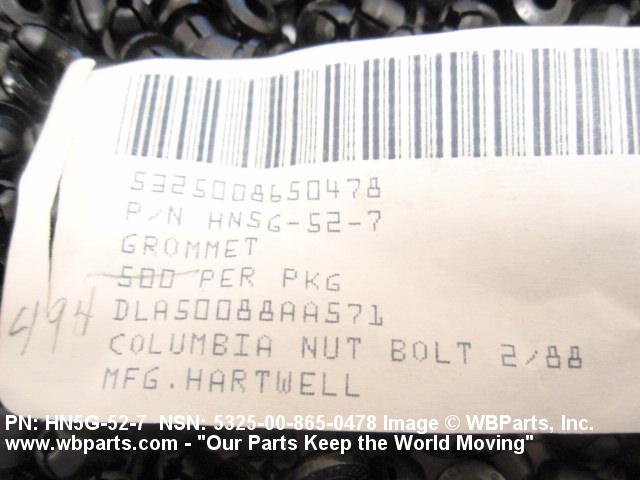 5325008650478
P/N HN5G-52-7
GROMMET
500 PER PKG
494
DLA50088AA571
COLUMBIA NUT BOLT 2/88
MFG.HARTWELL
PN: HN5G-52-7 NSN: 5325-00-865-0478 Image © WBParts, Inc.
www.wbparts.com - "Our Parts Keep the World Moving"